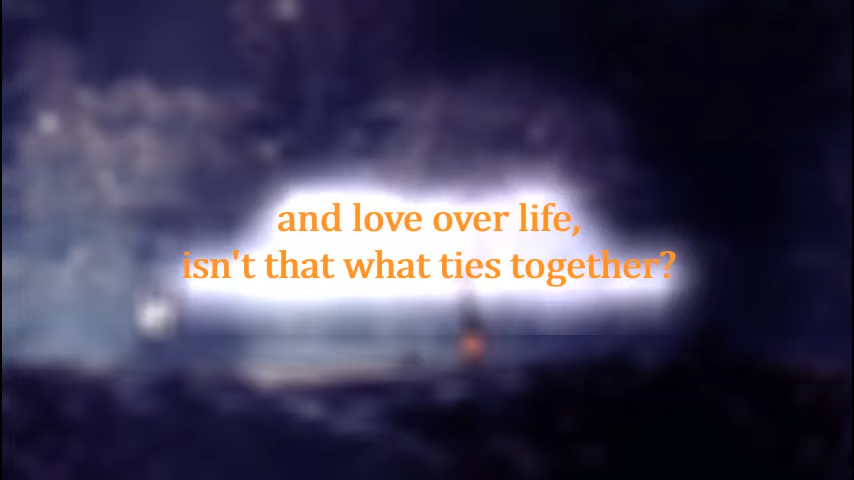 and love over life,
isn't that what ties together?